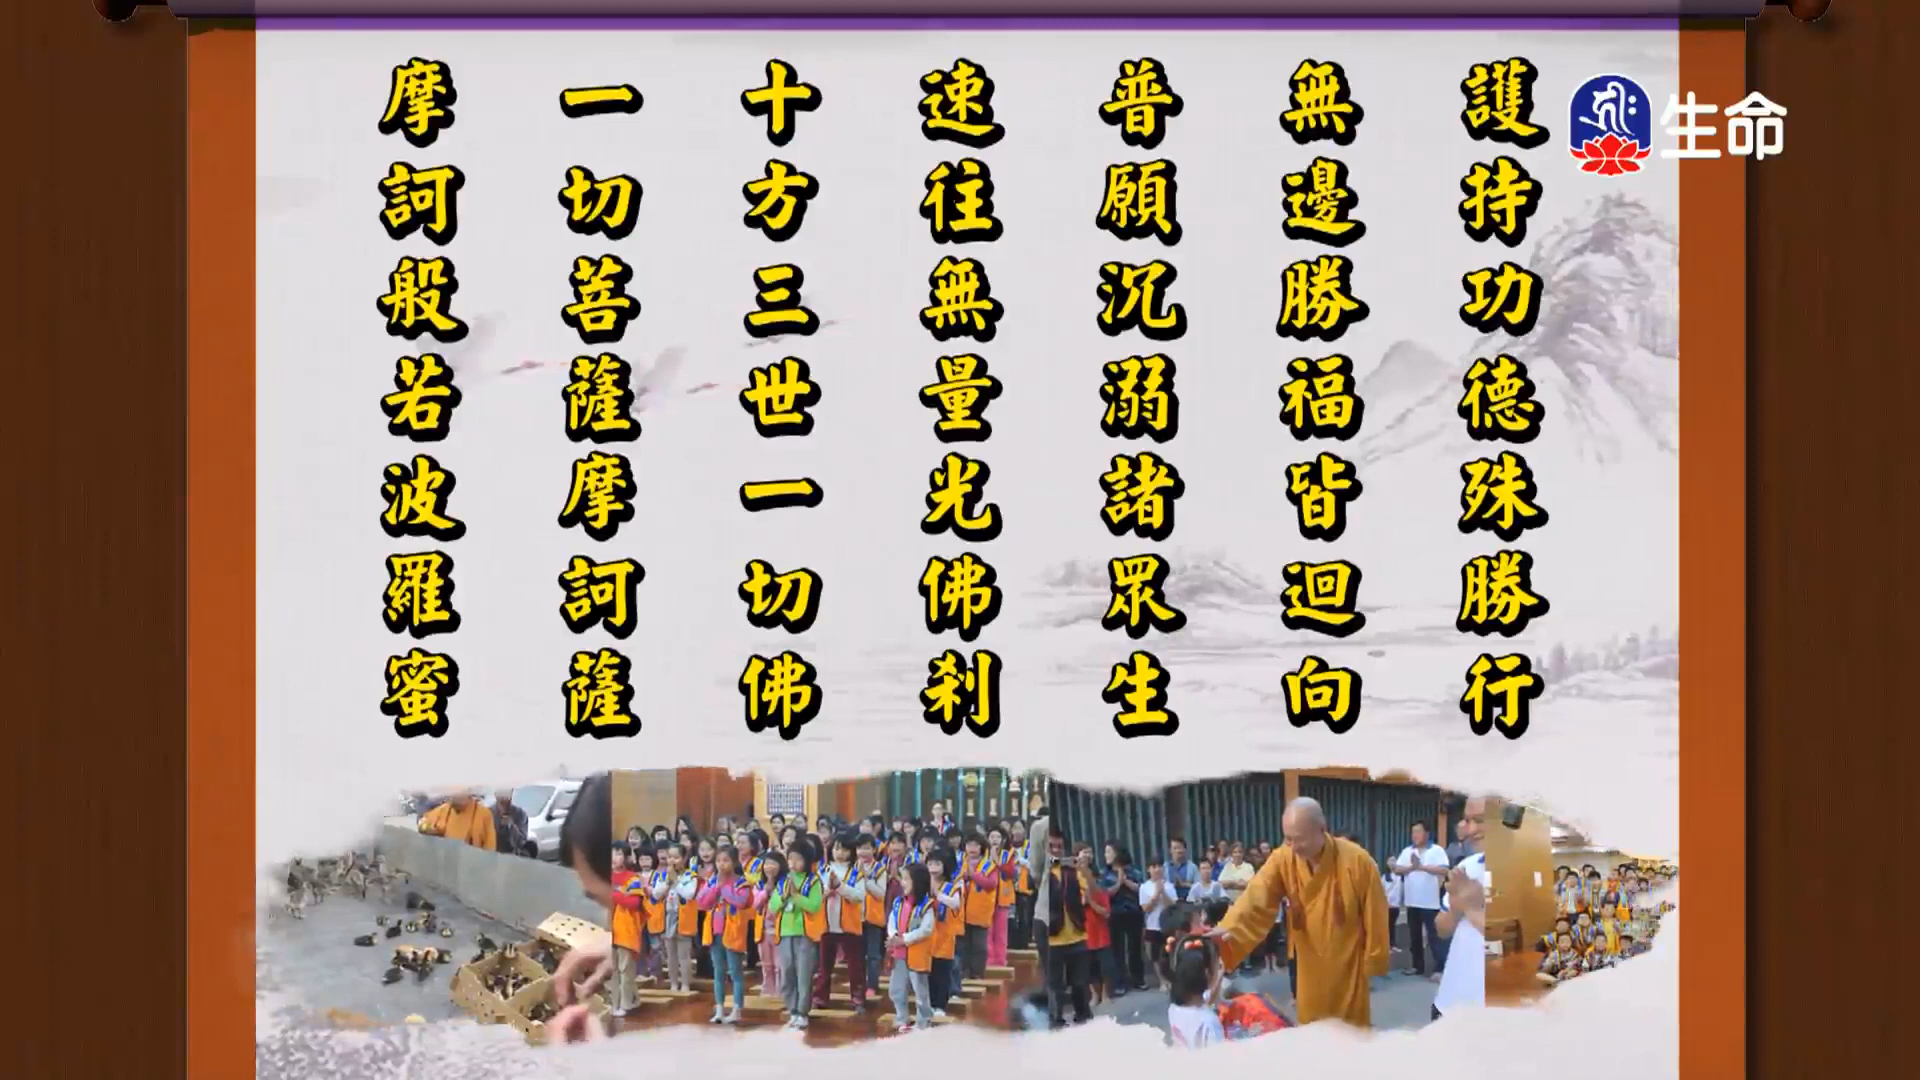 護持功德殊勝行
無邊勝福皆迴向
普願沉溺諸眾生
速往無量光佛剎
十方三世一切佛
一切菩薩摩訶薩
摩訶般若波羅蜜
生命